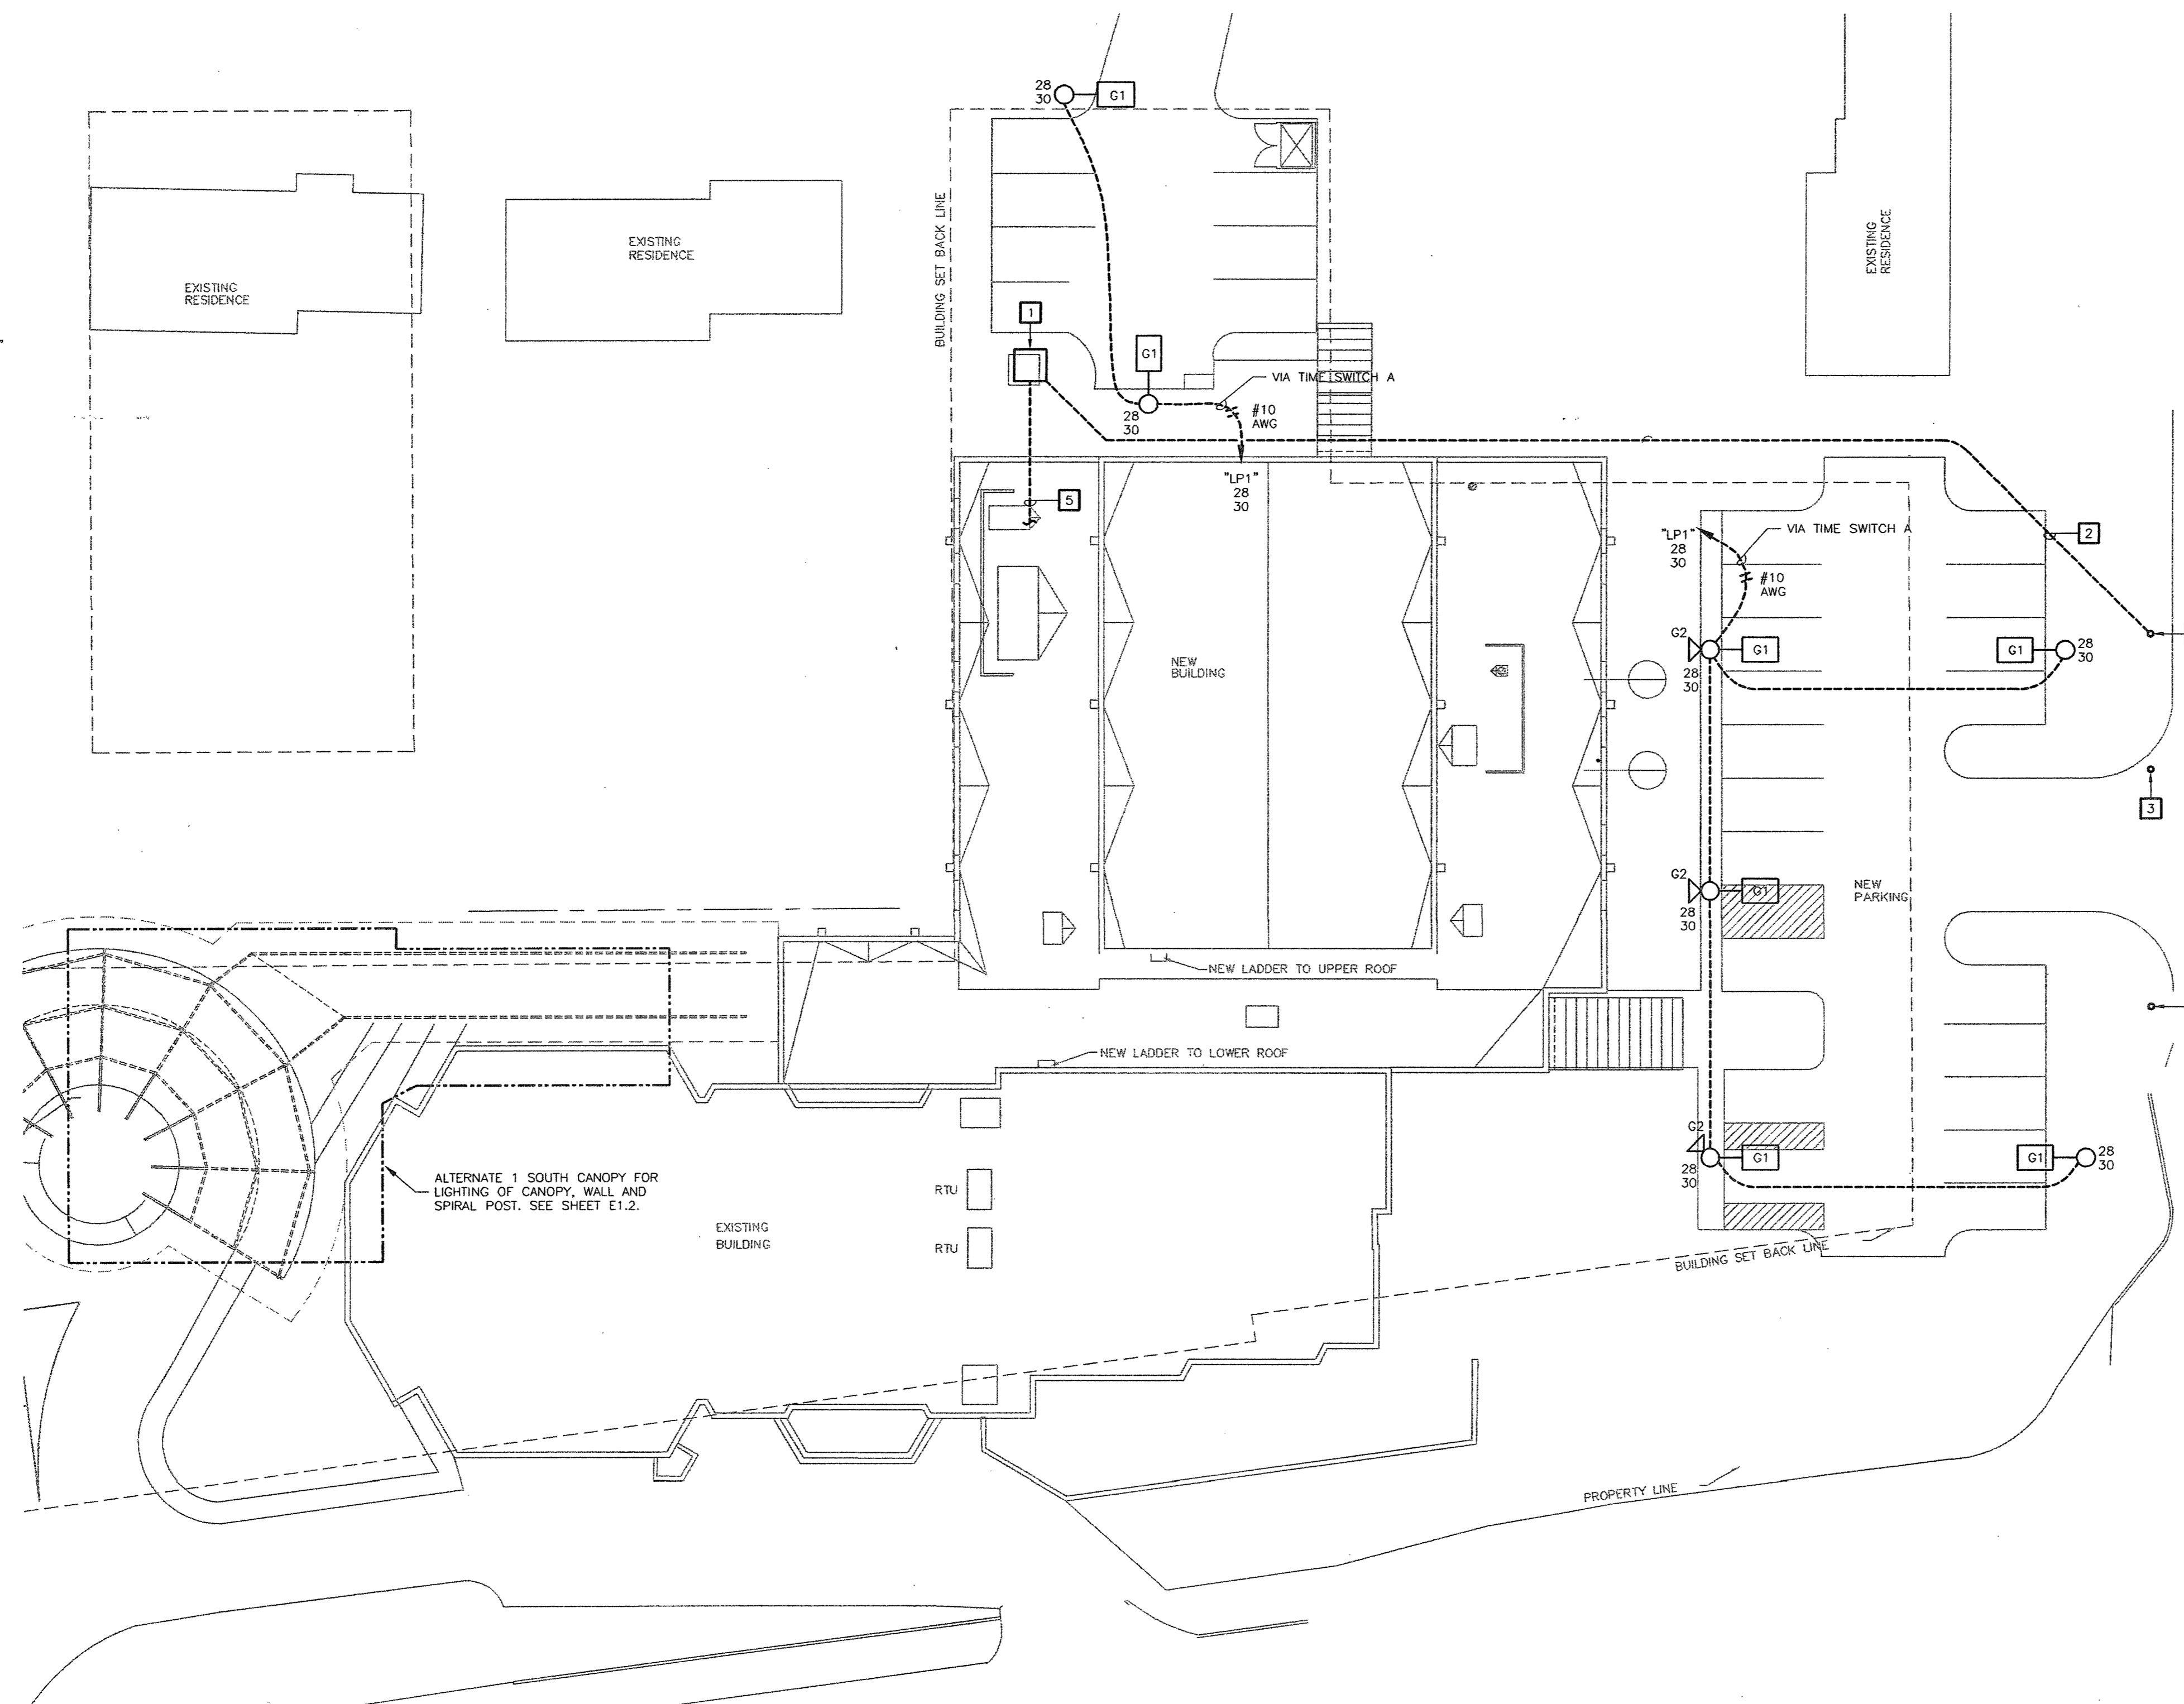 28
30
G1
BUILDING SET BACK LINE
EXISTING
RESIDENCE
EXISTING
RESIDENCE
EXISTING
RESIDENCE
1
G1
28
30
VIA TIME SWITCH A
#10
AWG
"LP1"
28
30
5
"LP1"
28
30
VIA TIME SWITCH A
#10
AWG
2
G2
G1
28
30
G1
28
30
NEW
BUILDING
3
G2
G1
28
30
NEW
PARKING
NEW LADDER TO UPPER ROOF
NEW LADDER TO LOWER ROOF
G2
G1
28
30
G1
28
30
ALTERNATE 1 SOUTH CANOPY FOR
LIGHTING OF CANOPY, WALL AND
SPIRAL POST. SEE SHEET E1.2.
RTU
EXISTING
BUILDING
RTU
BUILDING SET BACK LINE
PROPERTY LINE